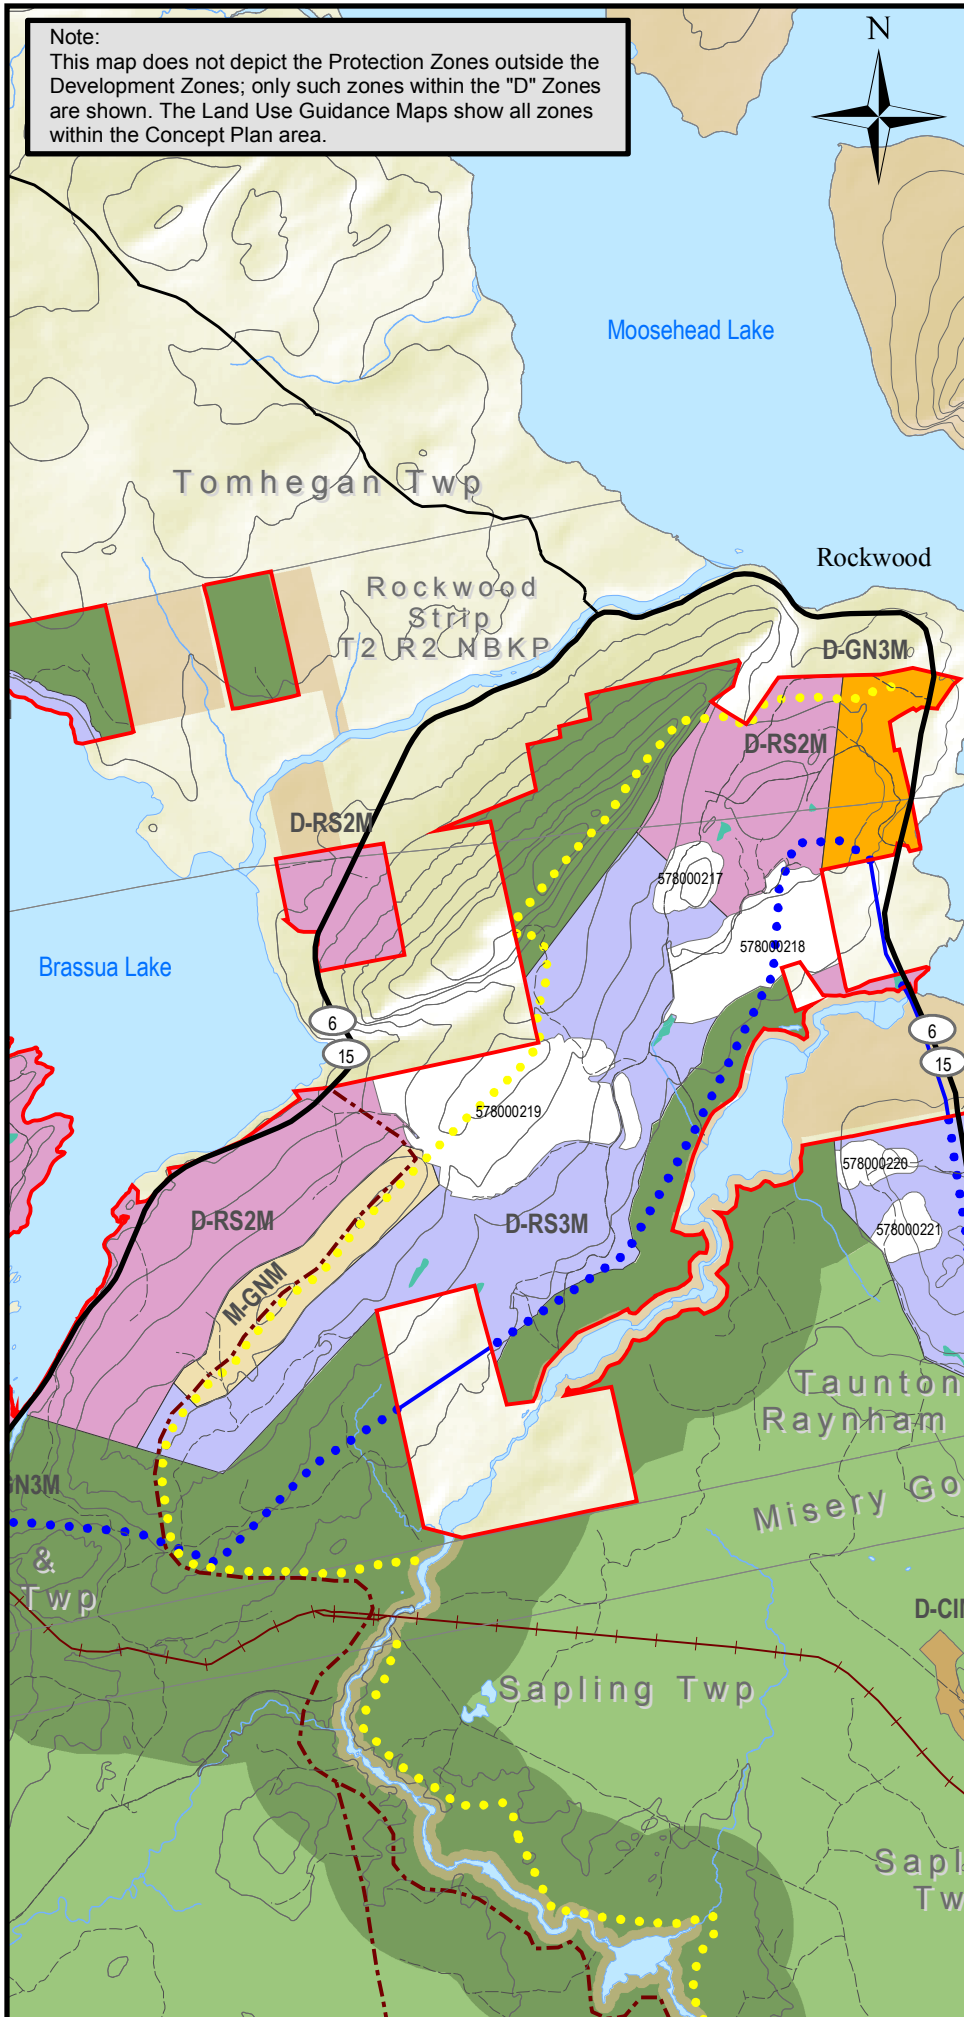 Note:
This map does not depict the Protection Zones outside the
Development Zones; only such zones within the "D" Zones
are shown. The Land Use Guidance Maps show all zones
within the Concept Plan area.
N
Moosehead Lake
Tomhegan Twp
Rockwood
Rockwood
Strip
T2 R2 NBKP
D-GN3M
D-RS2M
D-RS2M
578000217
578000218
Brassua Lake
6
15
6
15
578000219
578000220
D-RS2M
D-RS3M
578000221
M-GNM
Taunton
Raynham
GN3M
Misery Go
&
Twp
D-CI
Sapling Twp
Sapl
Tw